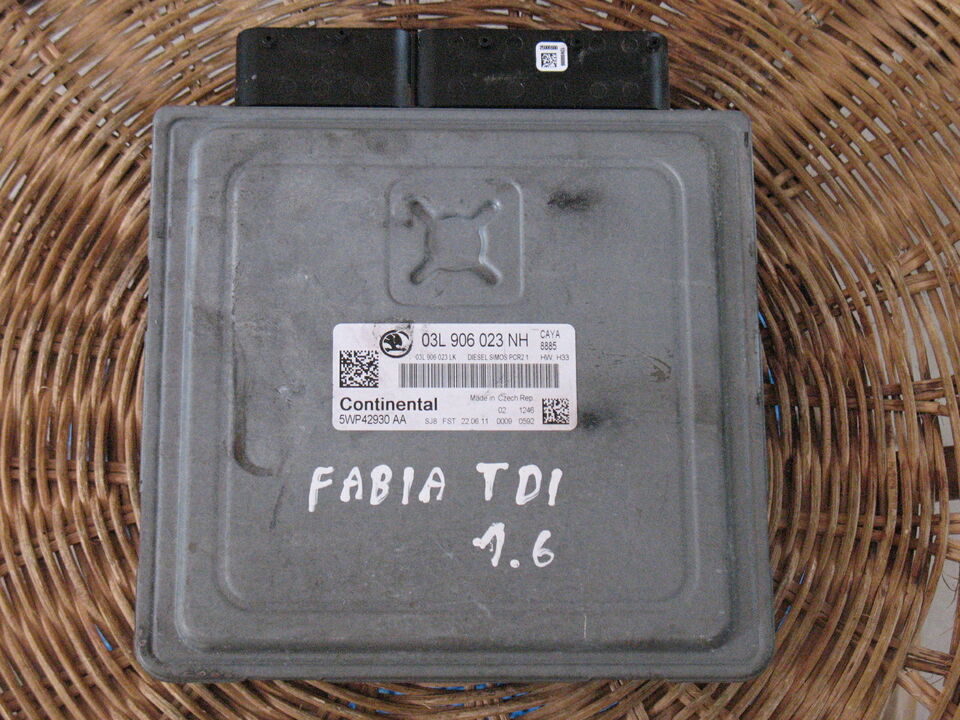 03L 906 023 NH
CAYA
8885
03L 906 023 LK DIESEL SIMOS PCR2 1 HW H33
Made in Czech Rep.
Continental
02 1246
5WP42930 AA SJ8 FST 22.06.11 0009 0592
FABIA TDI
1.6